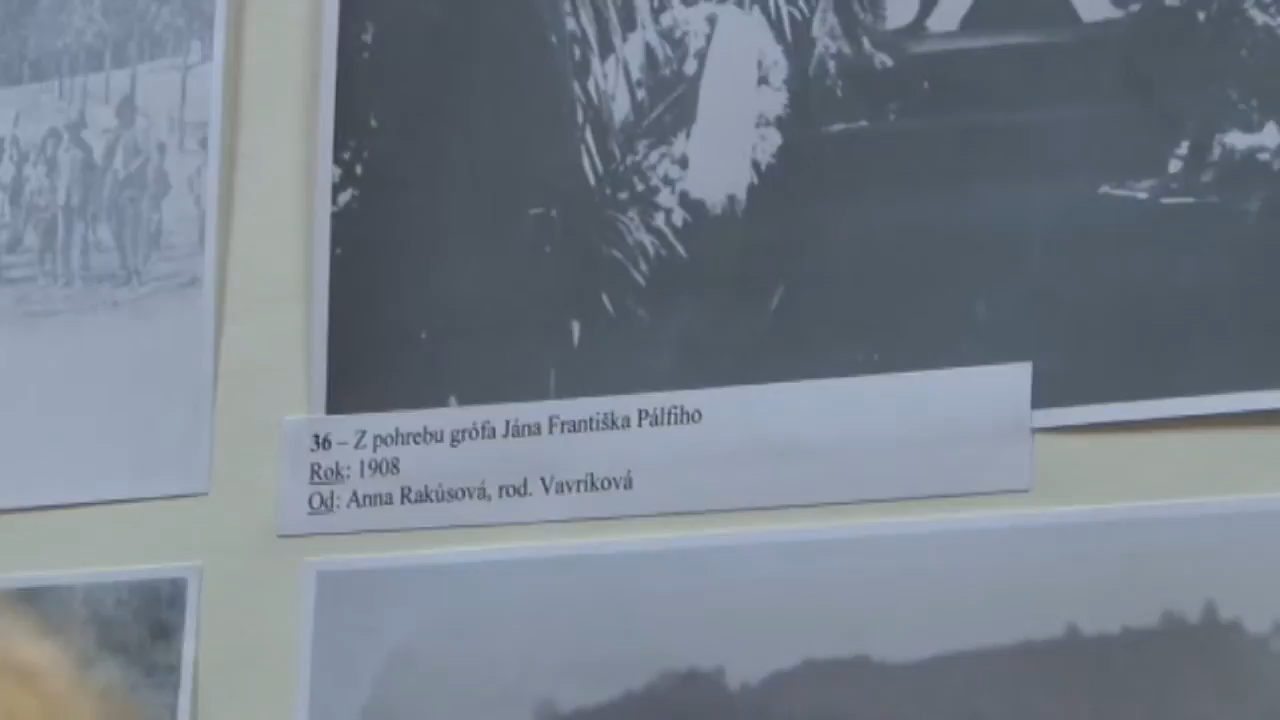 36 – Z pohrebu grófa Jána Františka Pálfiho
Rok: 1908
Od: Anna Rakúsová, rod. Vavríková